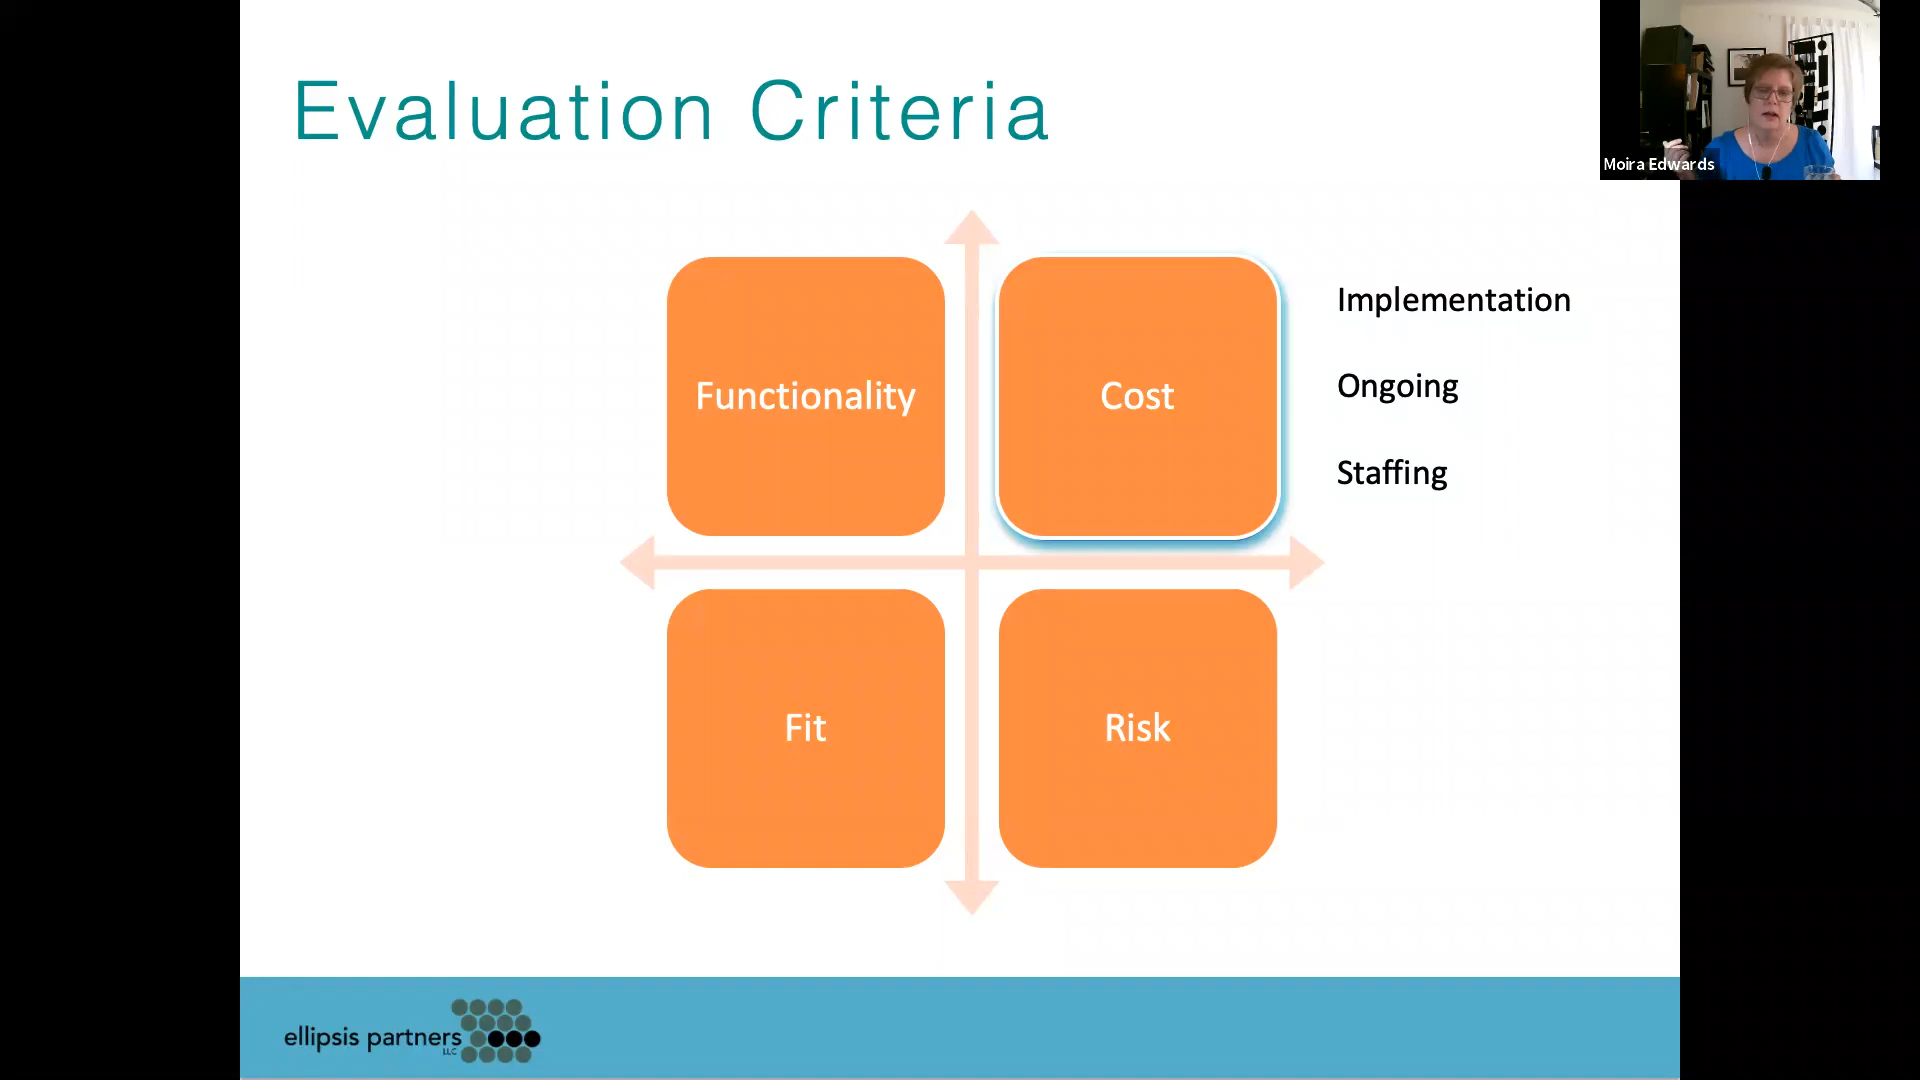 Evaluation Criteria
Moira Edwards
Functionality
Cost
Implementation
Ongoing
Staffing
Fit
Risk
ellipsis partners
LLC